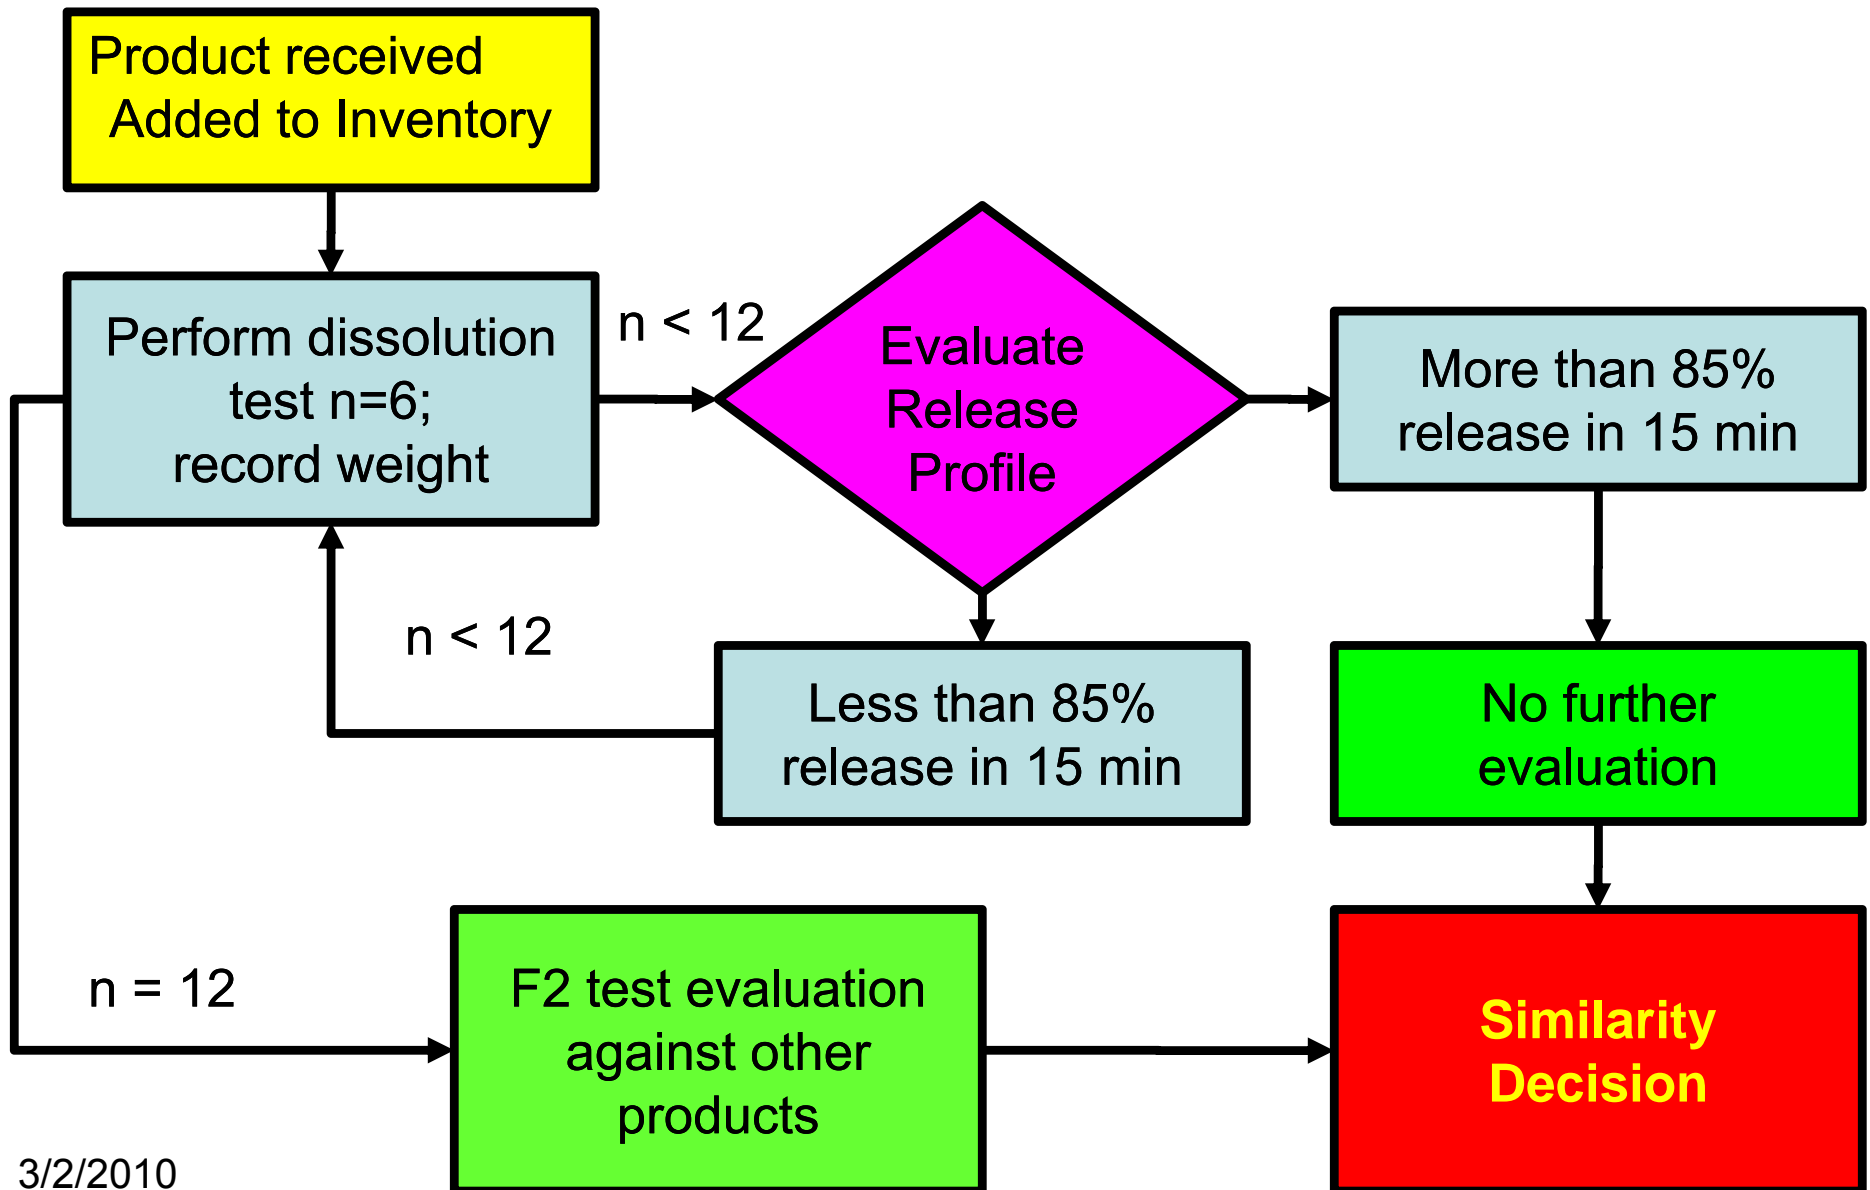 Product received
Added to Inventory
Perform dissolution
test n=6;
record weight
n < 12
Evaluate
Release
Profile
More than 85%
release in 15 min
n < 12
Less than 85%
release in 15 min
No further
evaluation
n = 12
F2 test evaluation
against other
products
Similarity
Decision
3/2/2010